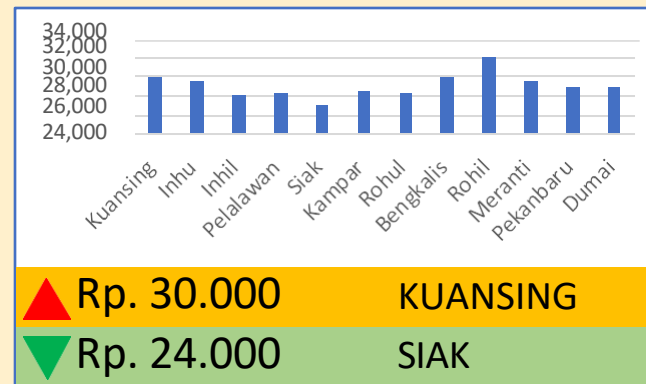 34,000
32,000
30,000
28,000
26,000
24,000
Kuansing
Inhu
Inhil
Pelalawan
Siak
Kampar
Rohul
Bengkalis
Rohil
Meranti
Pekanbaru
Dumai
Rp. 30.000 KUANSING
Rp. 24.000 SIAK